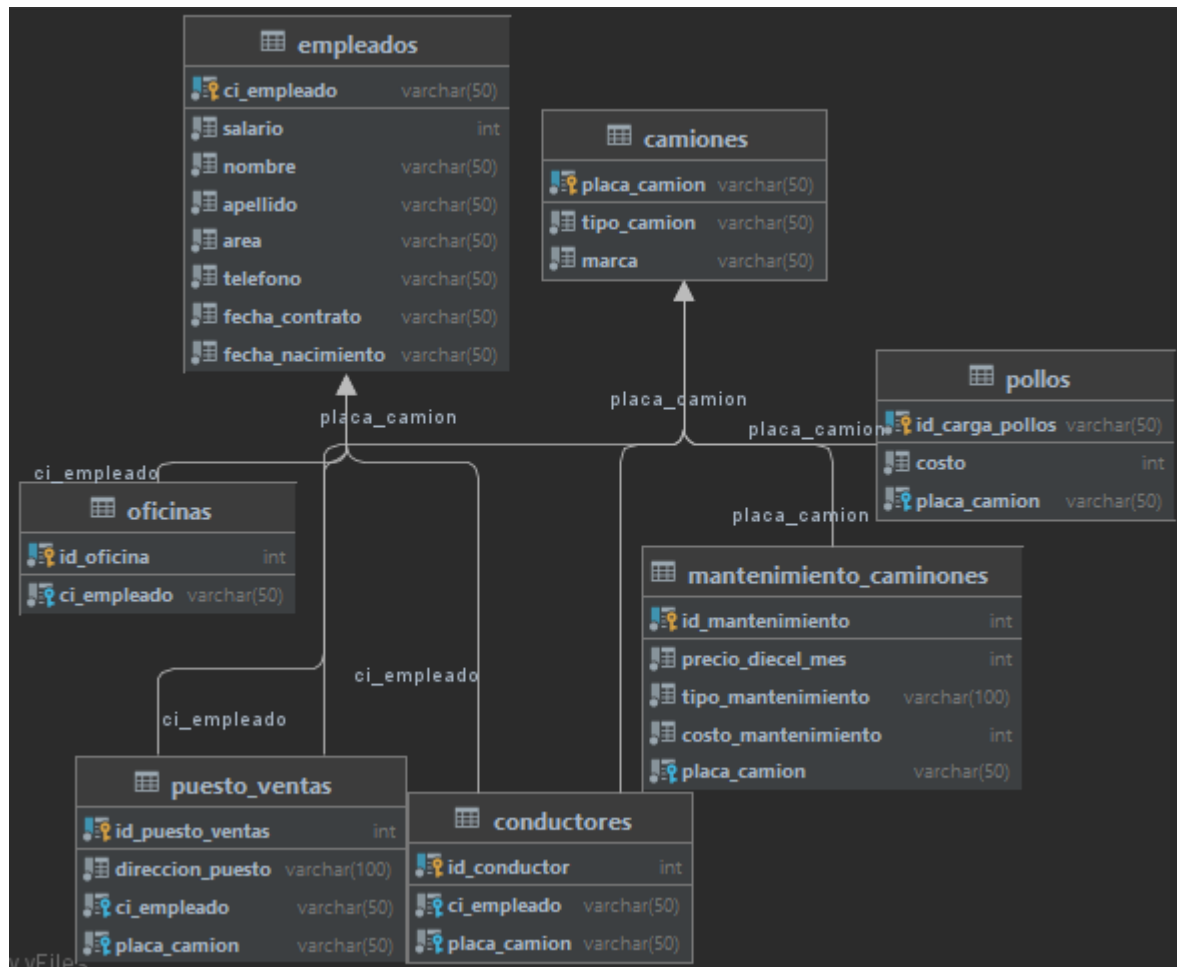 empleados
ci_empleado varchar(50)
salario int
nombre varchar(50)
apellido varchar(50)
area varchar(50)
telefono varchar(50)
fecha_contrato varchar(50)
fecha_nacimiento varchar(50)
camiones
placa_camion varchar(50)
tipo_camion varchar(50)
marca varchar(50)
pollos
id_carga_pollos varchar(50)
costo int
placa_camion varchar(50)
placa_camion
placa_camion
placa_camion
ci_empleado
placa_camion
oficinas
id_oficina int
ci_empleado varchar(50)
mantenimiento_caminones
id_mantenimiento int
precio_diecel_mes int
tipo_mantenimiento varchar(100)
costo_mantenimiento int
placa_camion varchar(50)
ci_empleado
ci_empleado
puesto_ventas
id_puesto_ventas int
direccion_puesto varchar(100)
ci_empleado varchar(50)
placa_camion varchar(50)
conductores
id_conductor int
ci_empleado varchar(50)
placa_camion varchar(50)